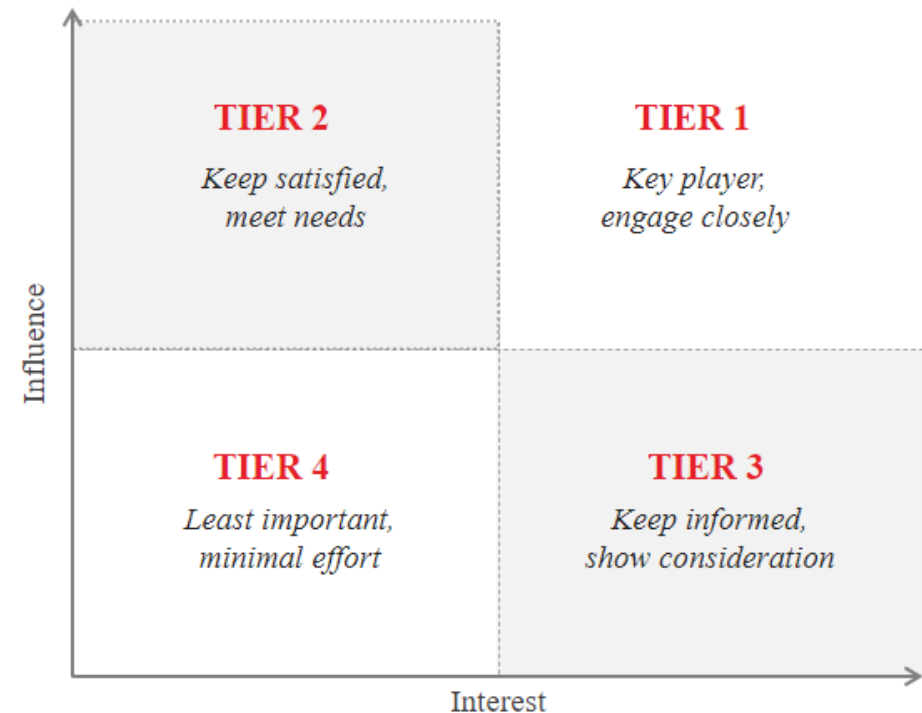 TIER 2
Keep satisfied,
meet needs
TIER 1
Key player,
engage closely
Influence
TIER 4
Least important,
minimal effort
TIER 3
Keep informed,
show consideration
Interest